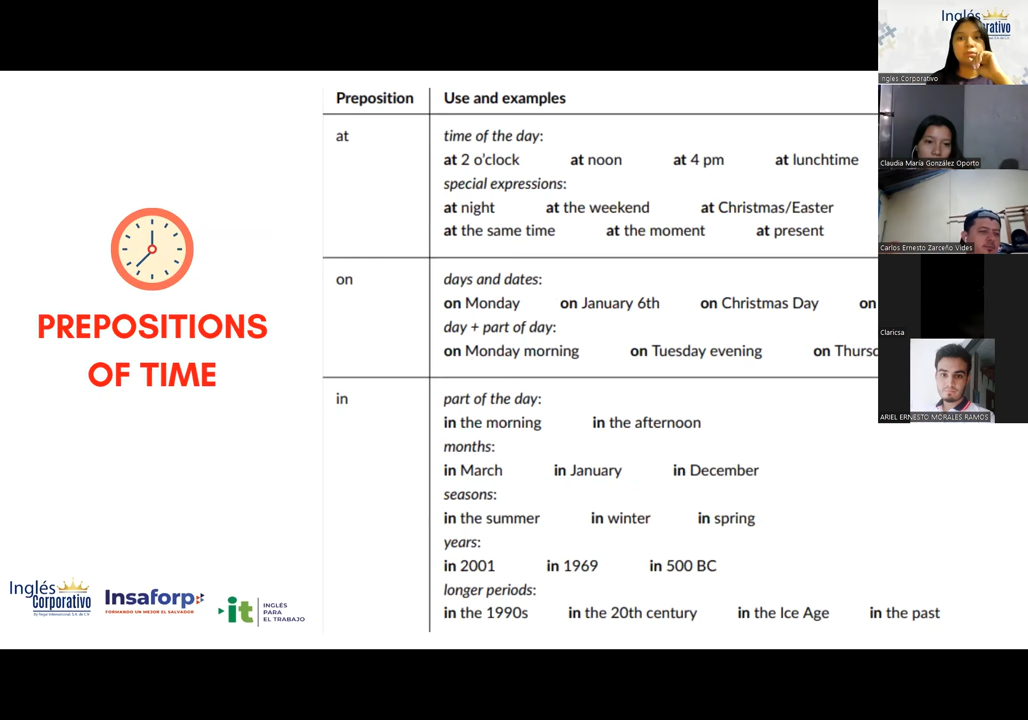 Preposition Use and examples
at time of the day:
at 2 o'clock at noon at 4 pm at lunchtime
special expressions:
at night at the weekend at Christmas/Easter
at the same time at the moment at present
on days and dates:
on Monday on January 6th on Christmas Day on
day + part of day:
on Monday morning on Tuesday evening on Thursd
in part of the day:
in the morning in the afternoon
months:
in March in January in December
seasons:
in the summer in winter in spring
years:
in 2001 in 1969 in 500 BC
longer periods:
in the 1990s in the 20th century in the Ice Age in the past
PREPOSITIONS
OF TIME
Inglés
Corporativo
Insaforp
FORMANDO UN MEJOR EL SALVADOR
it
INGLÉS
PARA
EL TRABAJO
Inglés
rativo
Ingles Corporativo
Claudia María González Oporto
Carlos Ernesto Zarceño Vides
Claricsa
ARIEL ERNESTO MORALES RAMOS